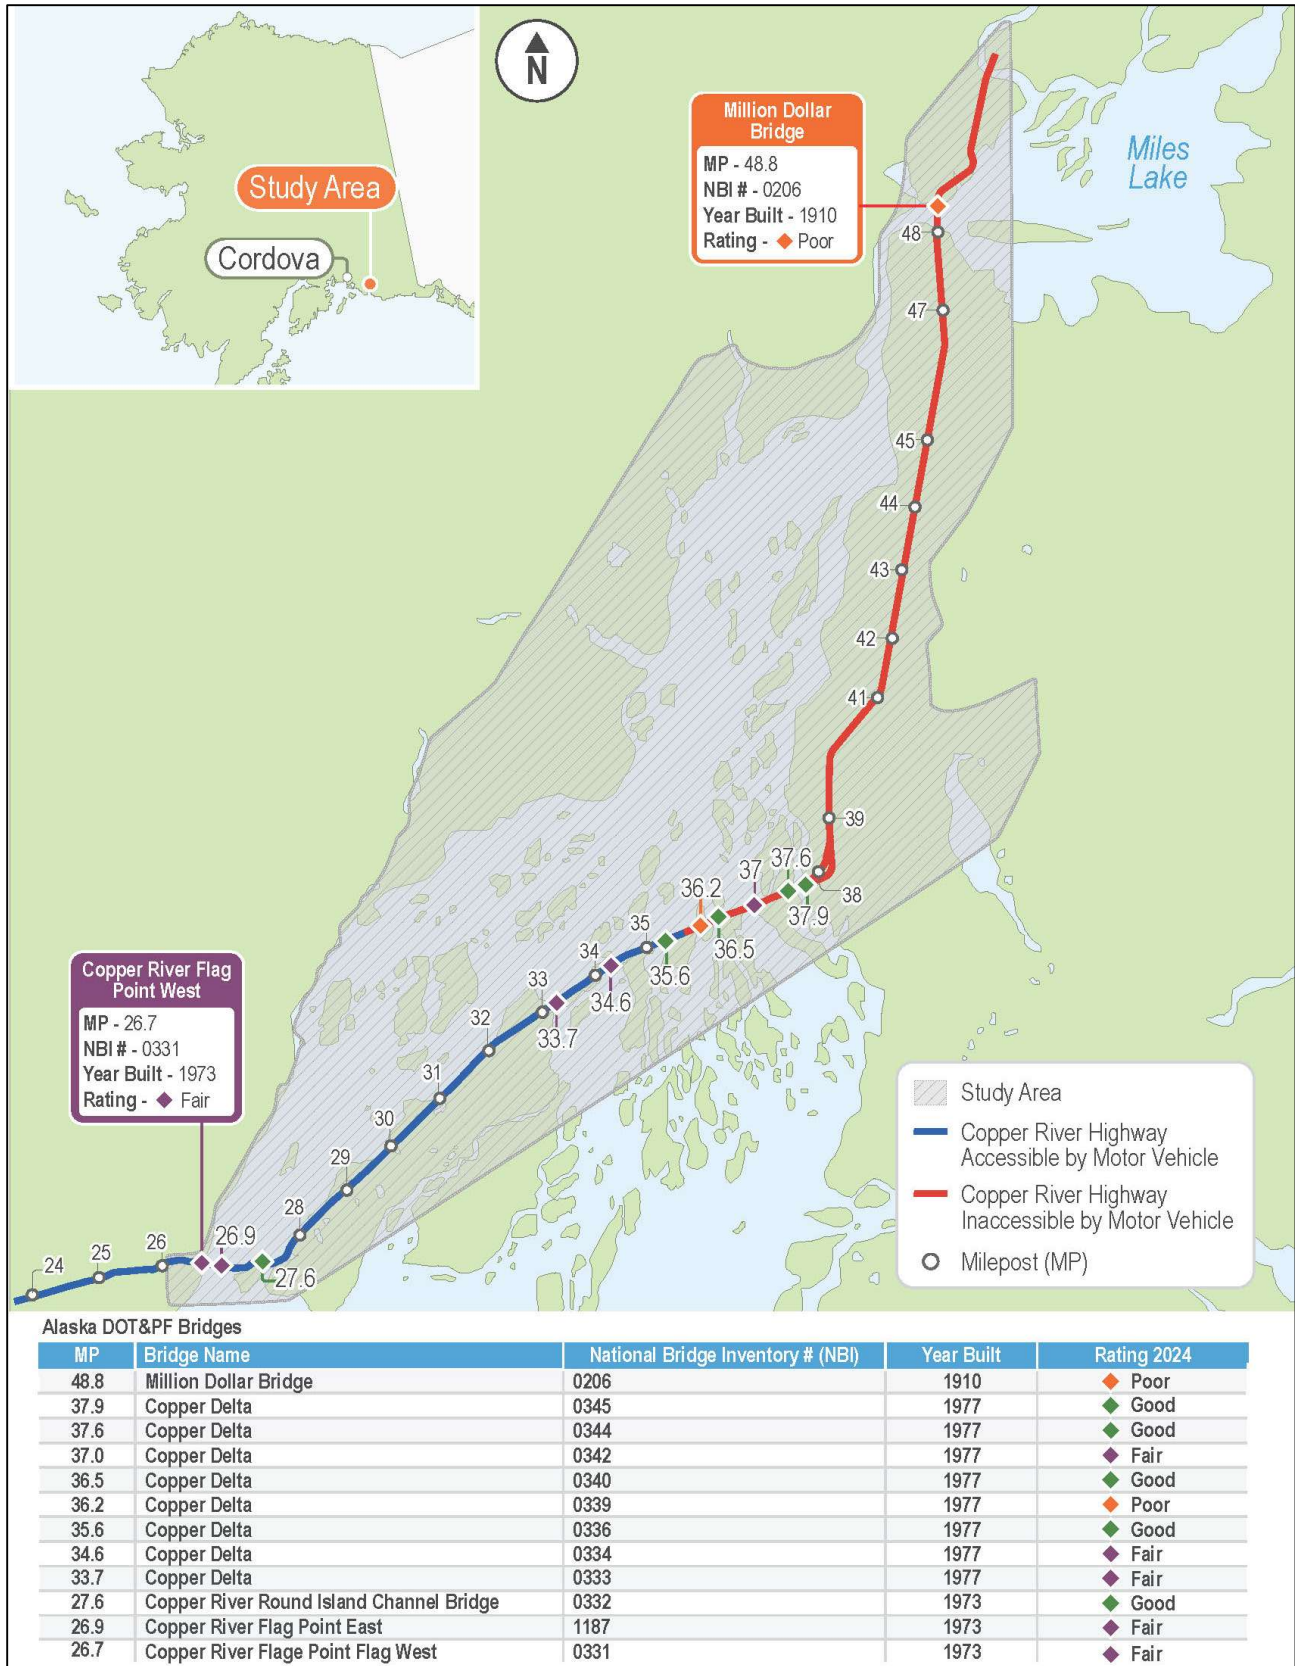 N
Study Area
Cordova
Million Dollar
Bridge
MP - 48.8
NBI # - 0206
Year Built - 1910
Rating - Poor
Miles
Lake
48
47
45
44
43
42
41
39
37.6
37
36.2
38
37.9
36.5
35
35.6
34
34.6
33
33.7
32
31
30
29
28
Copper River Flag
Point West
MP - 26.7
NBI # - 0331
Year Built - 1973
Rating - Fair
26.9
26
25
24
27.6
Study Area
Copper River Highway
Accessible by Motor Vehicle
Copper River Highway
Inaccessible by Motor Vehicle
Milepost (MP)
Alaska DOT&PF Bridges
MP Bridge Name National Bridge Inventory # (NBI) Year Built Rating 2024
48.8 Million Dollar Bridge 0206 1910 Poor
37.9 Copper Delta 0345 1977 Good
37.6 Copper Delta 0344 1977 Good
37.0 Copper Delta 0342 1977 Fair
36.5 Copper Delta 0340 1977 Good
36.2 Copper Delta 0339 1977 Poor
35.6 Copper Delta 0336 1977 Good
34.6 Copper Delta 0334 1977 Fair
33.7 Copper Delta 0333 1977 Fair
27.6 Copper River Round Island Channel Bridge 0332 1973 Good
26.9 Copper River Flag Point East 1187 1973 Fair
26.7 Copper River Flage Point Flag West 0331 1973 Fair